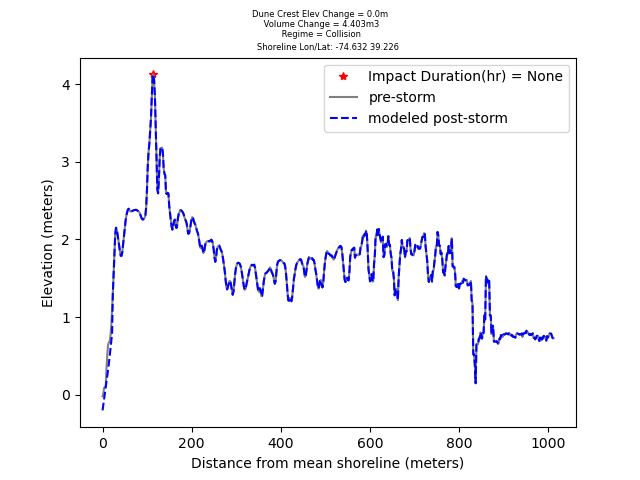 Dune Crest Elev Change = 0.0m
Volume Change = 4.403m3
Regime = Collision
Shoreline Lon/Lat: -74.632 39.226
Impact Duration(hr) = None
pre-storm
modeled post-storm
Elevation (meters)
4
3
2
1
0
0 200 400 600 800 1000
Distance from mean shoreline (meters)